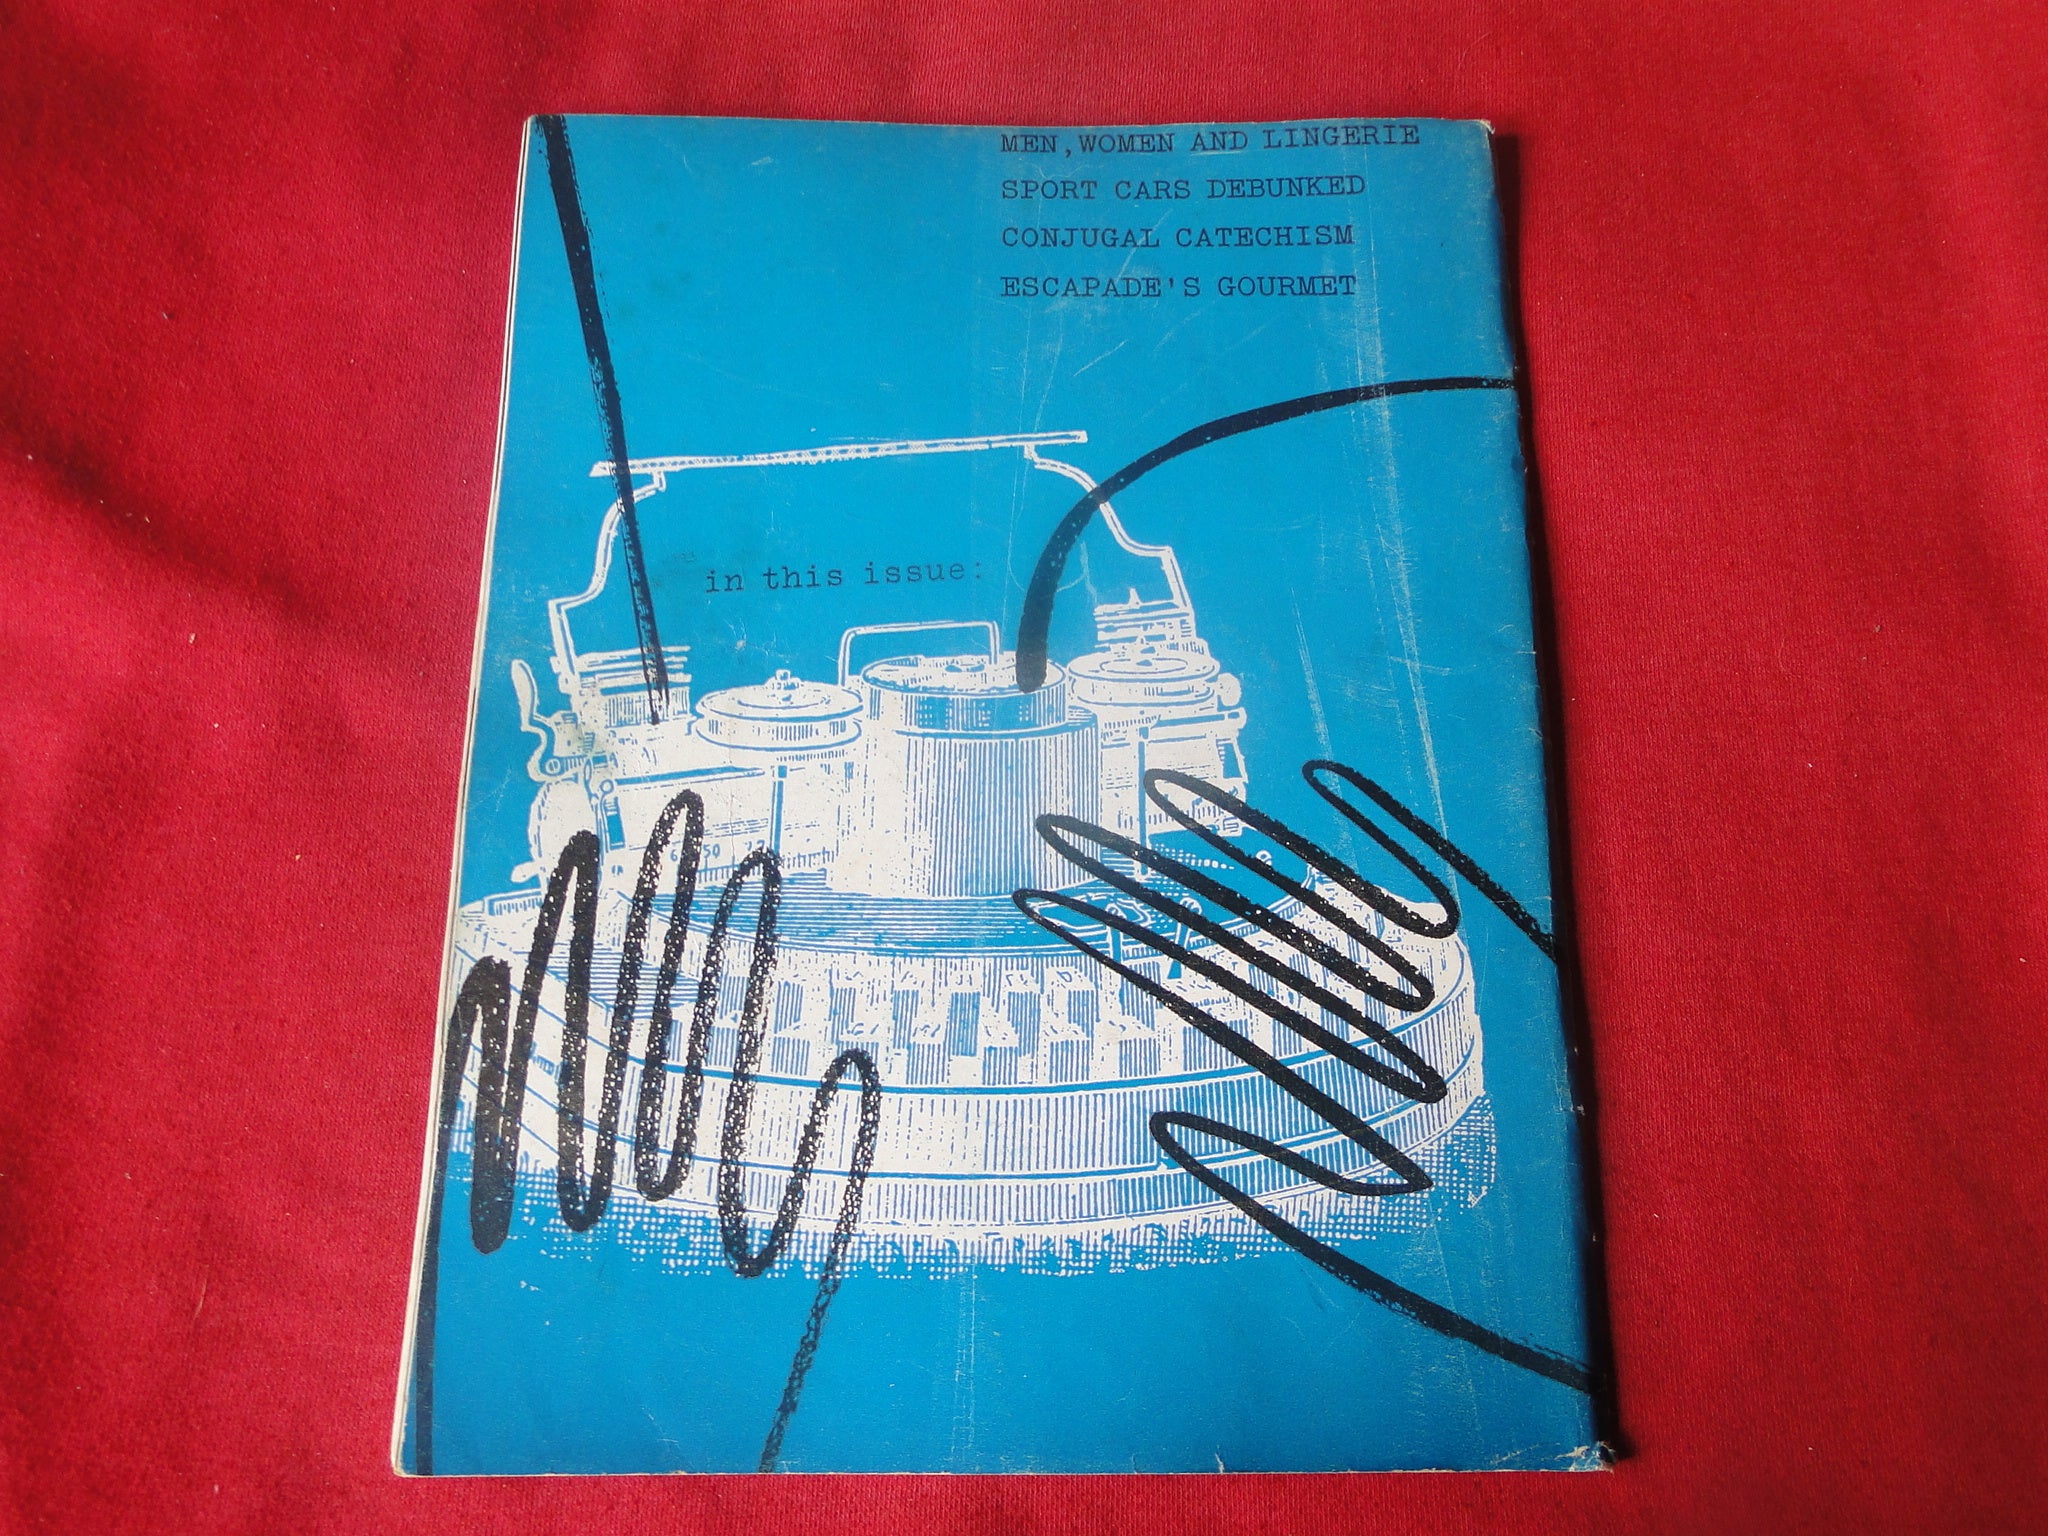 MEN, WOMEN AND LINGERIE
SPORT CARS DEBUNKED
CONJUGAL CATECHISM
ESCAPADE'S GOURMET
in this issue: